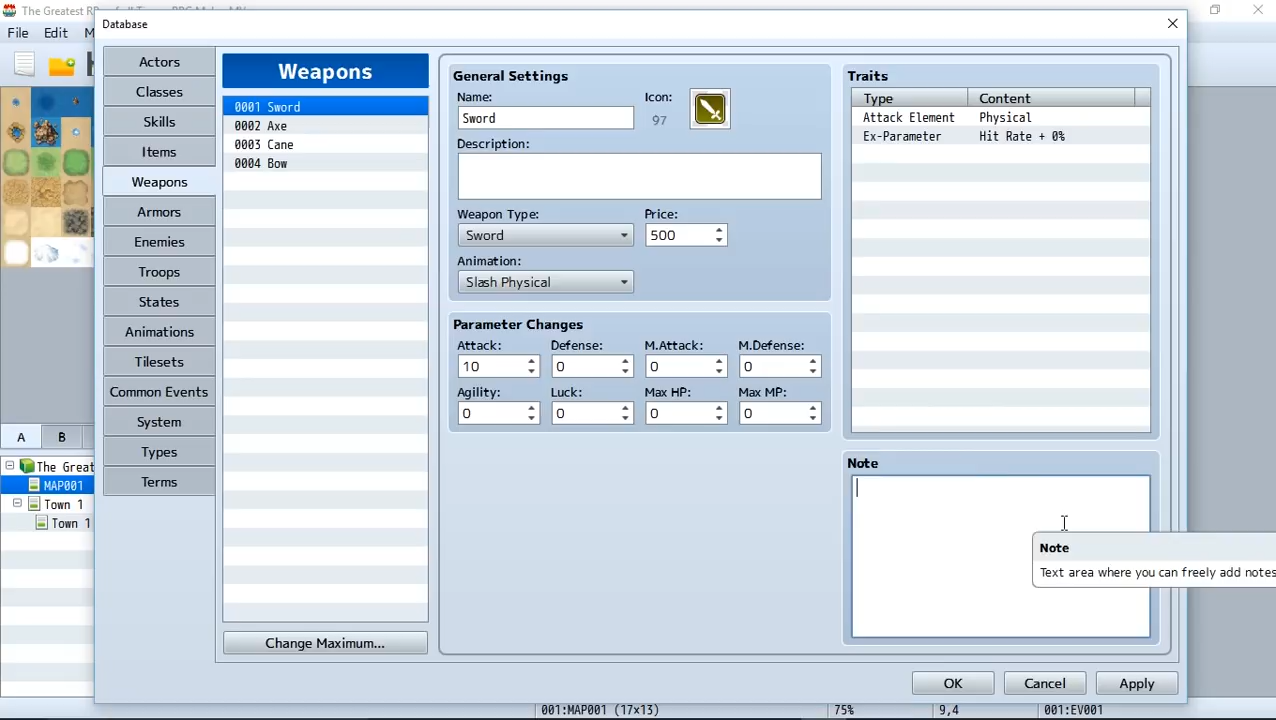 Database
File Edit M
Actors
Classes
Skills
Items
Weapons
Armors
Enemies
Troops
States
Animations
Tilesets
Common Events
System
Types
Terms
A B
The Great
MAP001
Town 1
Town 1
Weapons
0001 Sword
0002 Axe
0003 Cane
0004 Bow
Change Maximum...
General Settings
Name: Icon:
Sword 97
Description:
Weapon Type: Price:
Sword 500
Animation:
Slash Physical
Parameter Changes
Attack: Defense: M.Attack: M.Defense:
10 0 0 0
Agility: Luck: Max HP: Max MP:
0 0 0 0
Traits
Type Content
Attack Element Physical
Ex-Parameter Hit Rate + 0%
Note
Note
Text area where you can freely add notes
OK Cancel Apply
001:MAP001 (17x13) 75% 9,4 001:EV001